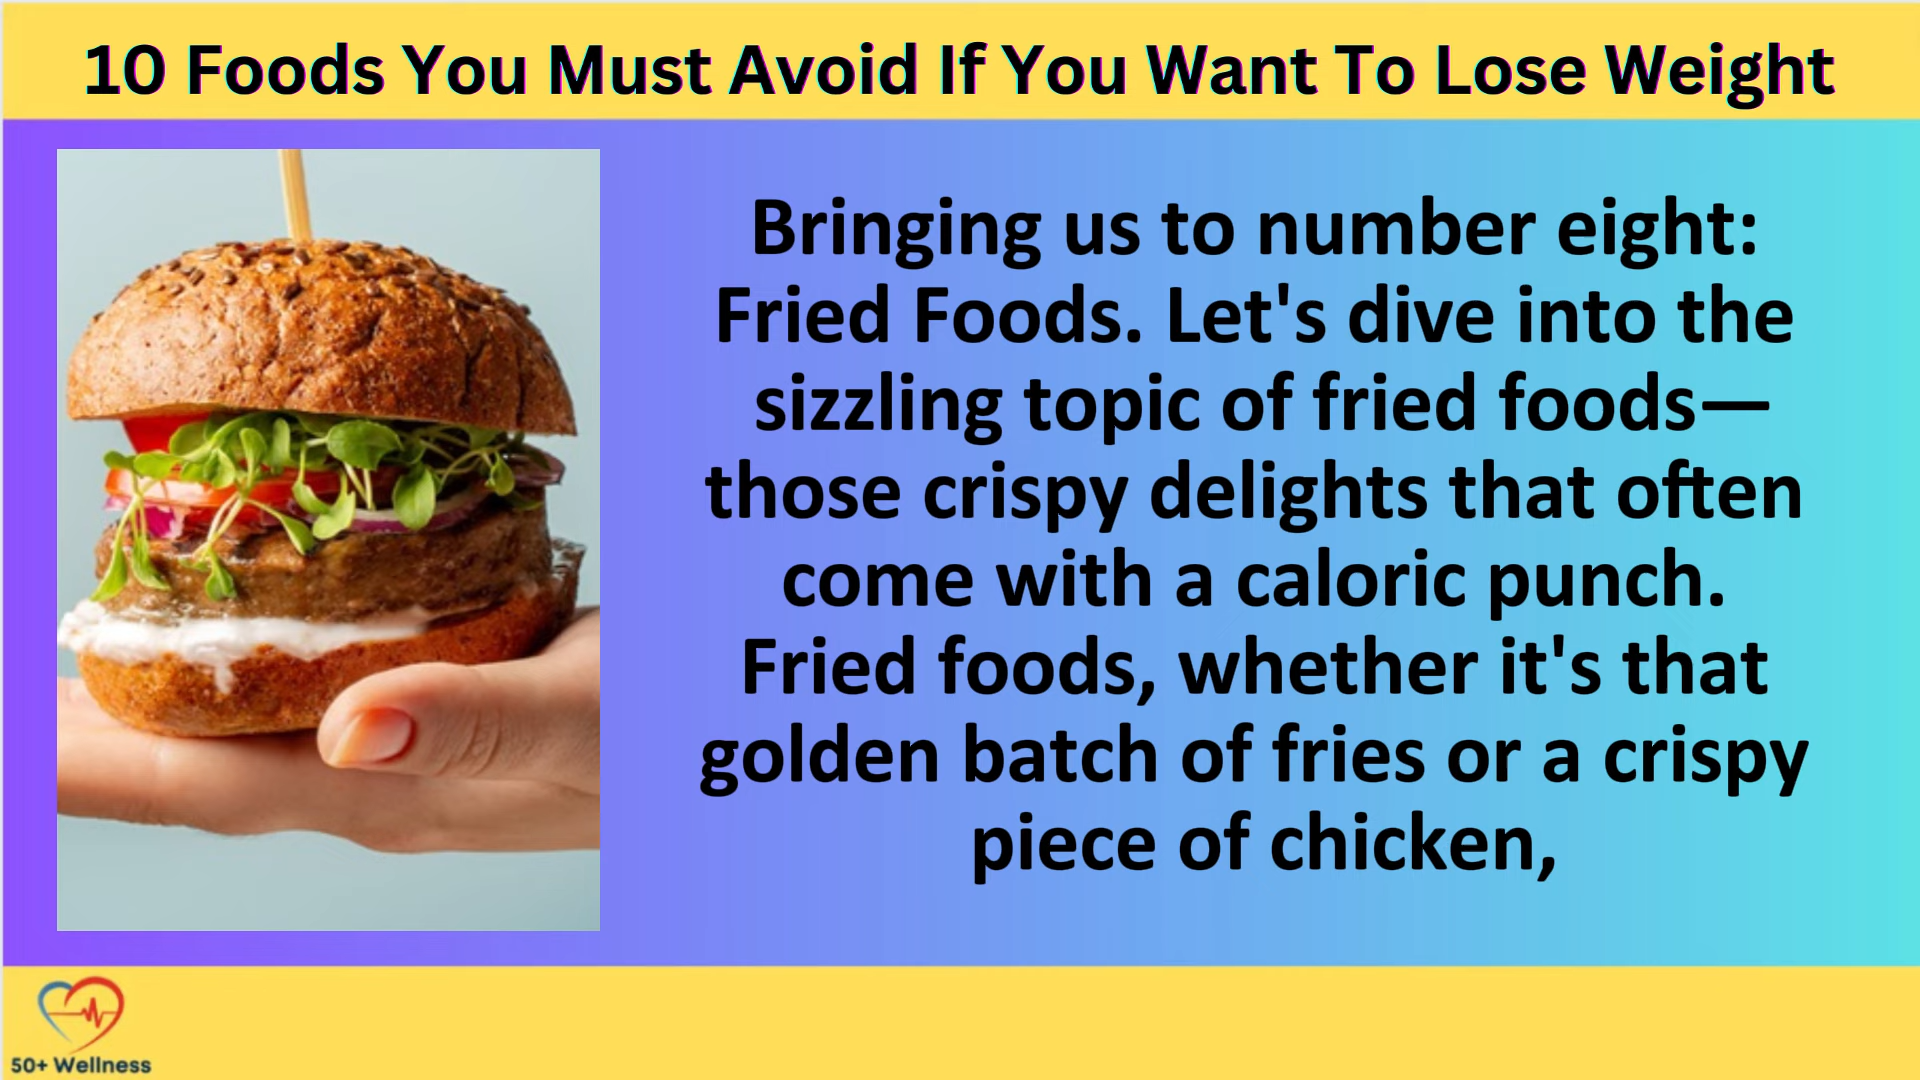 10 Foods You Must Avoid If You Want To Lose Weight
Bringing us to number eight:
Fried Foods. Let's dive into the
sizzling topic of fried foods—
those crispy delights that often
come with a caloric punch.
Fried foods, whether it's that
golden batch of fries or a crispy
piece of chicken,
50+ Wellness